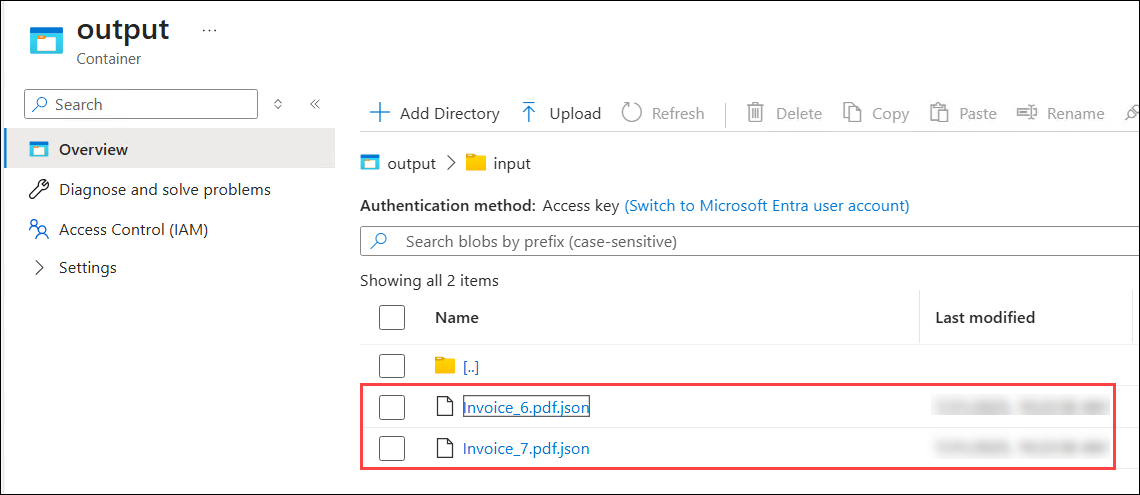 output ...
Container
Search
Overview
Diagnose and solve problems
Access Control (IAM)
Settings
Add Directory Upload Refresh Delete Copy Paste Rename
output > input
Authentication method: Access key (Switch to Microsoft Entra user account)
Search blobs by prefix (case-sensitive)
Showing all 2 items
Name Last modified
[..]
Invoice_6.pdf.json
Invoice_7.pdf.json